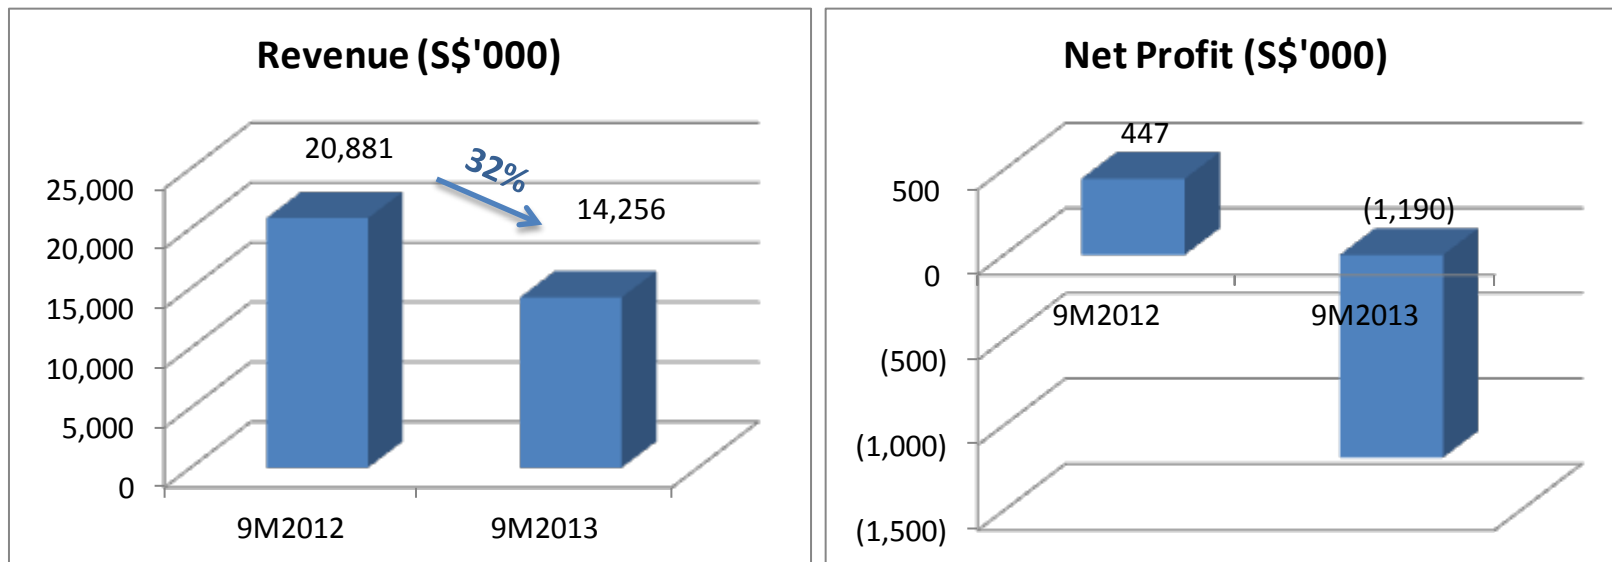 Revenue (S$'000)
20,881
32%
14,256
25,000
20,000
15,000
10,000
5,000
0
9M2012
9M2013
Net Profit (S$'000)
447
(1,190)
500
0
(500)
(1,000)
(1,500)
9M2012
9M2013